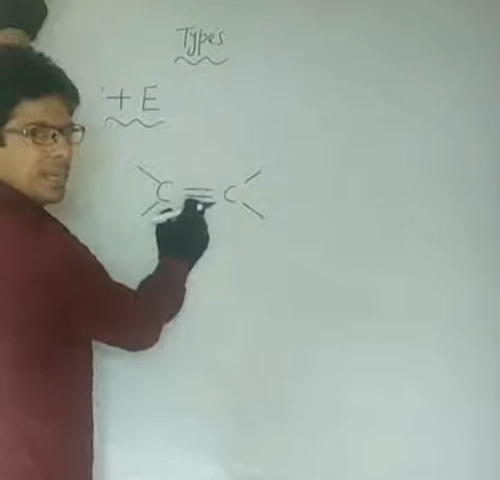 Types
+ E
C = C